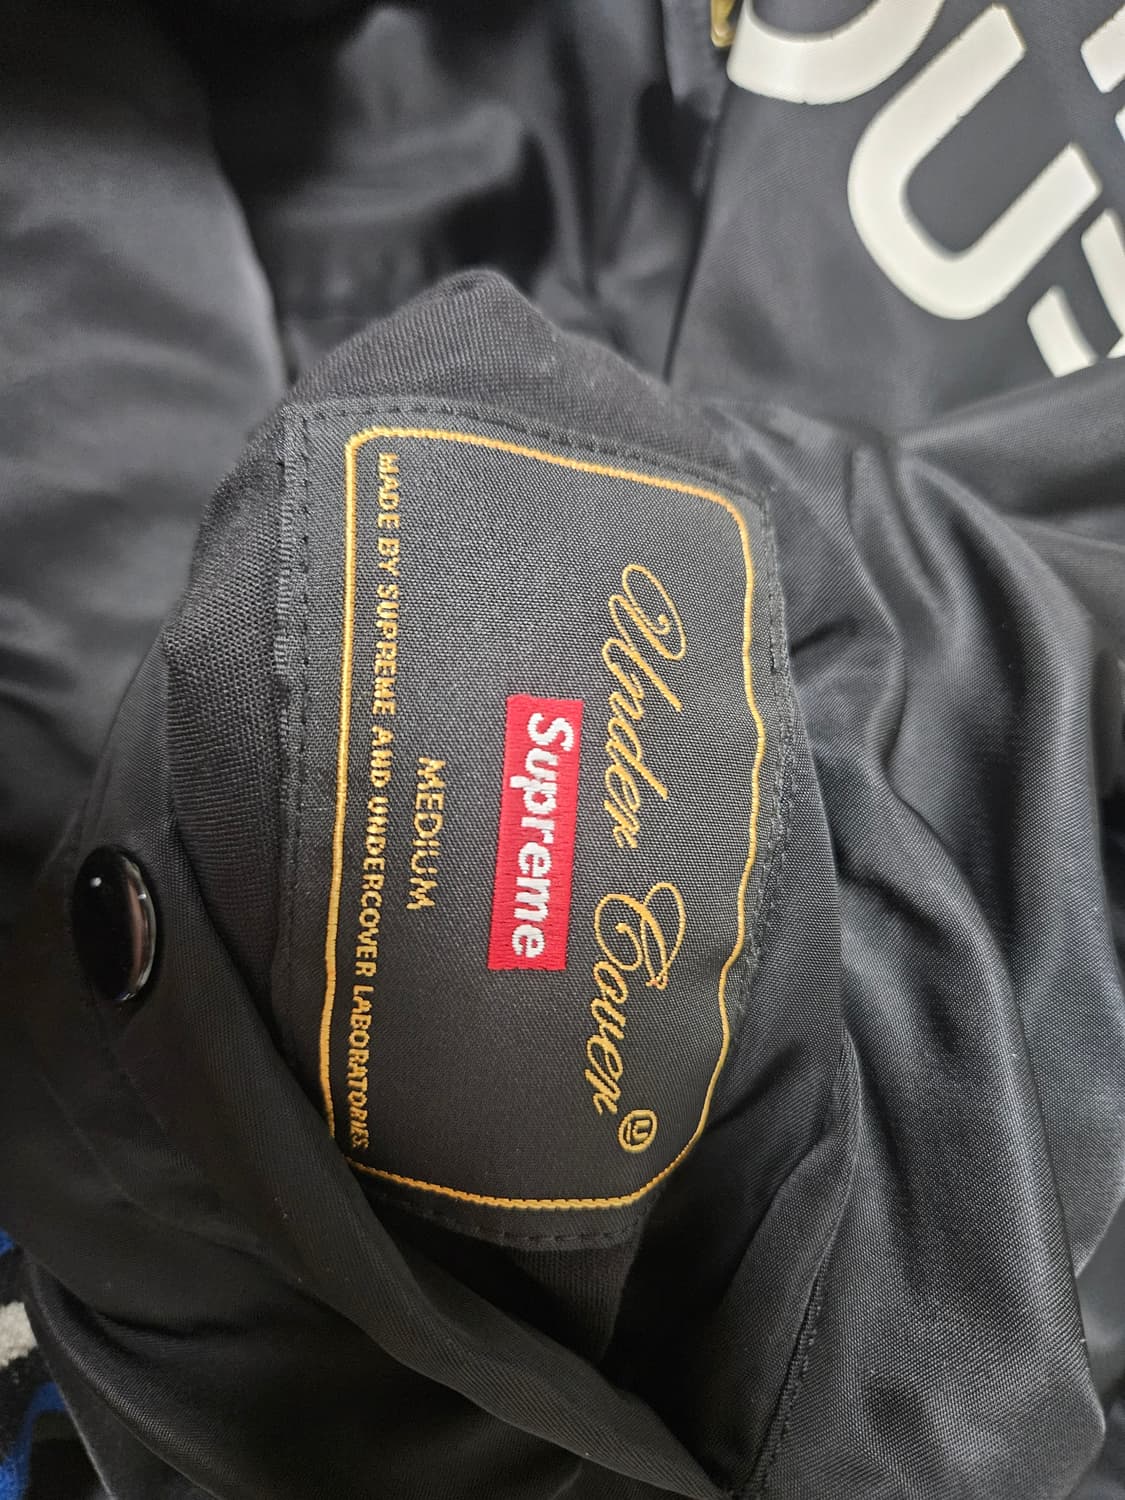 Under Cover
Supreme
MEDIUM
MADE BY SUPREME AND UNDERCOVER LABORATORIES